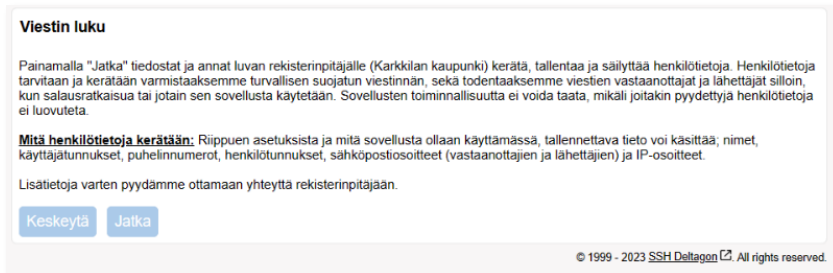 Viestin luku
Painamalla "Jatka" tiedostat ja annat luvan rekisterinpitäjälle (Karkkilan kaupunki) kerätä, tallentaa ja säilyttää henkilötietoja. Henkilötietoja
tarvitaan ja kerätään varmistaaksemme turvallisen suojatun viestinnän, sekä todentaaksemme viestien vastaanottajat ja lähettäjät silloin,
kun salausratkaisua tai jotain sen sovellusta käytetään. Sovellusten toiminnallisuutta ei voida taata, mikäli joitakin pyydettyjä henkilötietoja
ei luovuteta.
Mitä henkilötietoja kerätään: Riippuen asetuksista ja mitä sovellusta ollaan käyttämässä, tallennettava tieto voi käsittää; nimet,
käyttäjätunnukset, puhelinnumerot, henkilötunnukset, sähköpostiosoitteet (vastaanottajien ja lähettäjien) ja IP-osoitteet.
Lisätietoja varten pyydämme ottamaan yhteyttä rekisterinpitäjään.
Keskeytä Jatka
© 1999 - 2023 SSH Deltagon. All rights reserved.